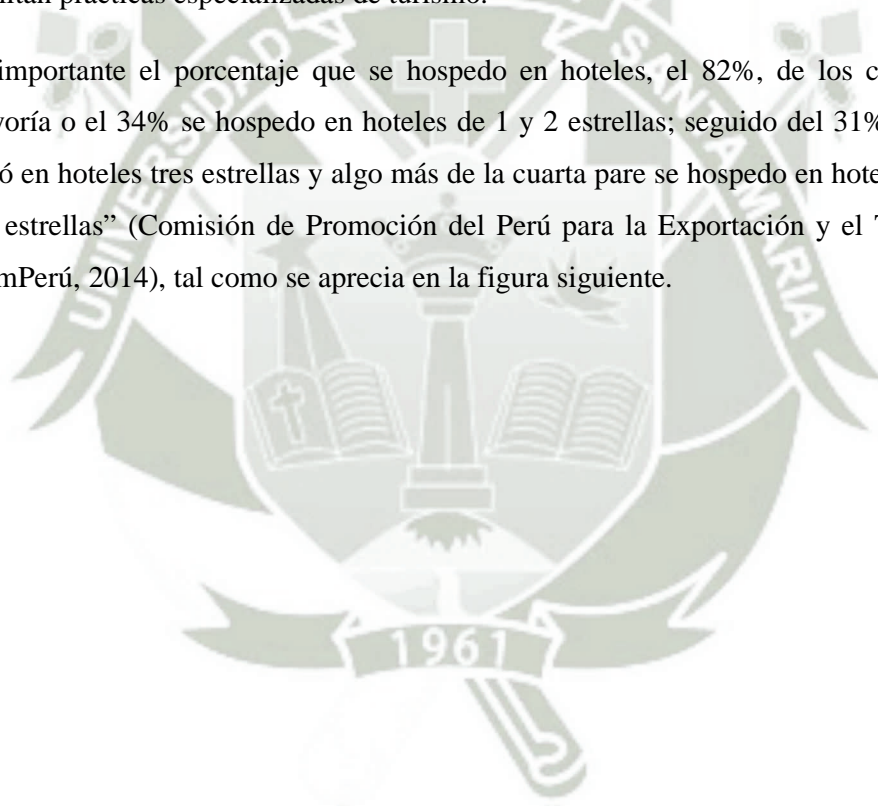 prácticas especializadas de turismo.
importante el porcentaje que se hospedo en hoteles, el 82%, de los c
yoría o el 34% se hospedo en hoteles de 1 y 2 estrellas; seguido del 31%
ó en hoteles tres estrellas y algo más de la cuarta pare se hospedo en hote
estrellas” (Comisión de Promoción del Perú para la Exportación y el
mPerú, 2014), tal como se aprecia en la figura siguiente.
UNIVERSIDAD
SANTA MARIA
1961